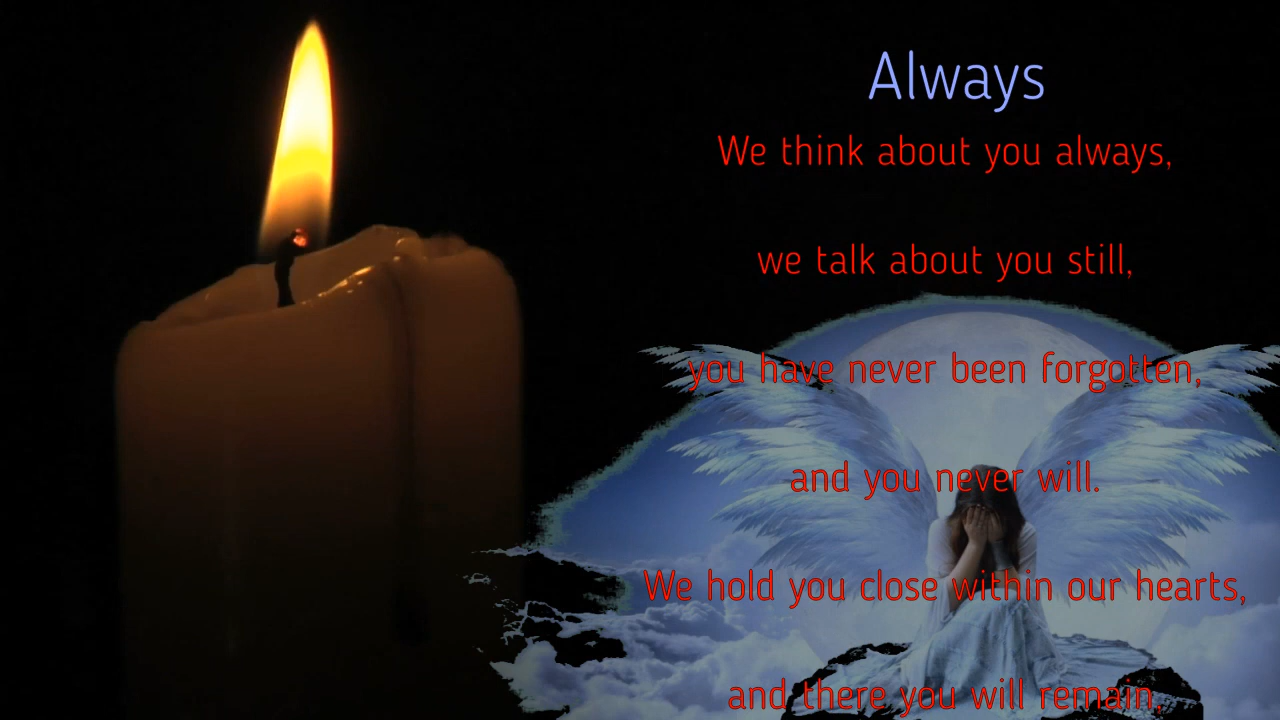 Always
We think about you always,
we talk about you still,
you have never been forgotten,
and you never will.
We hold you close within our hearts,
and there you will remain,